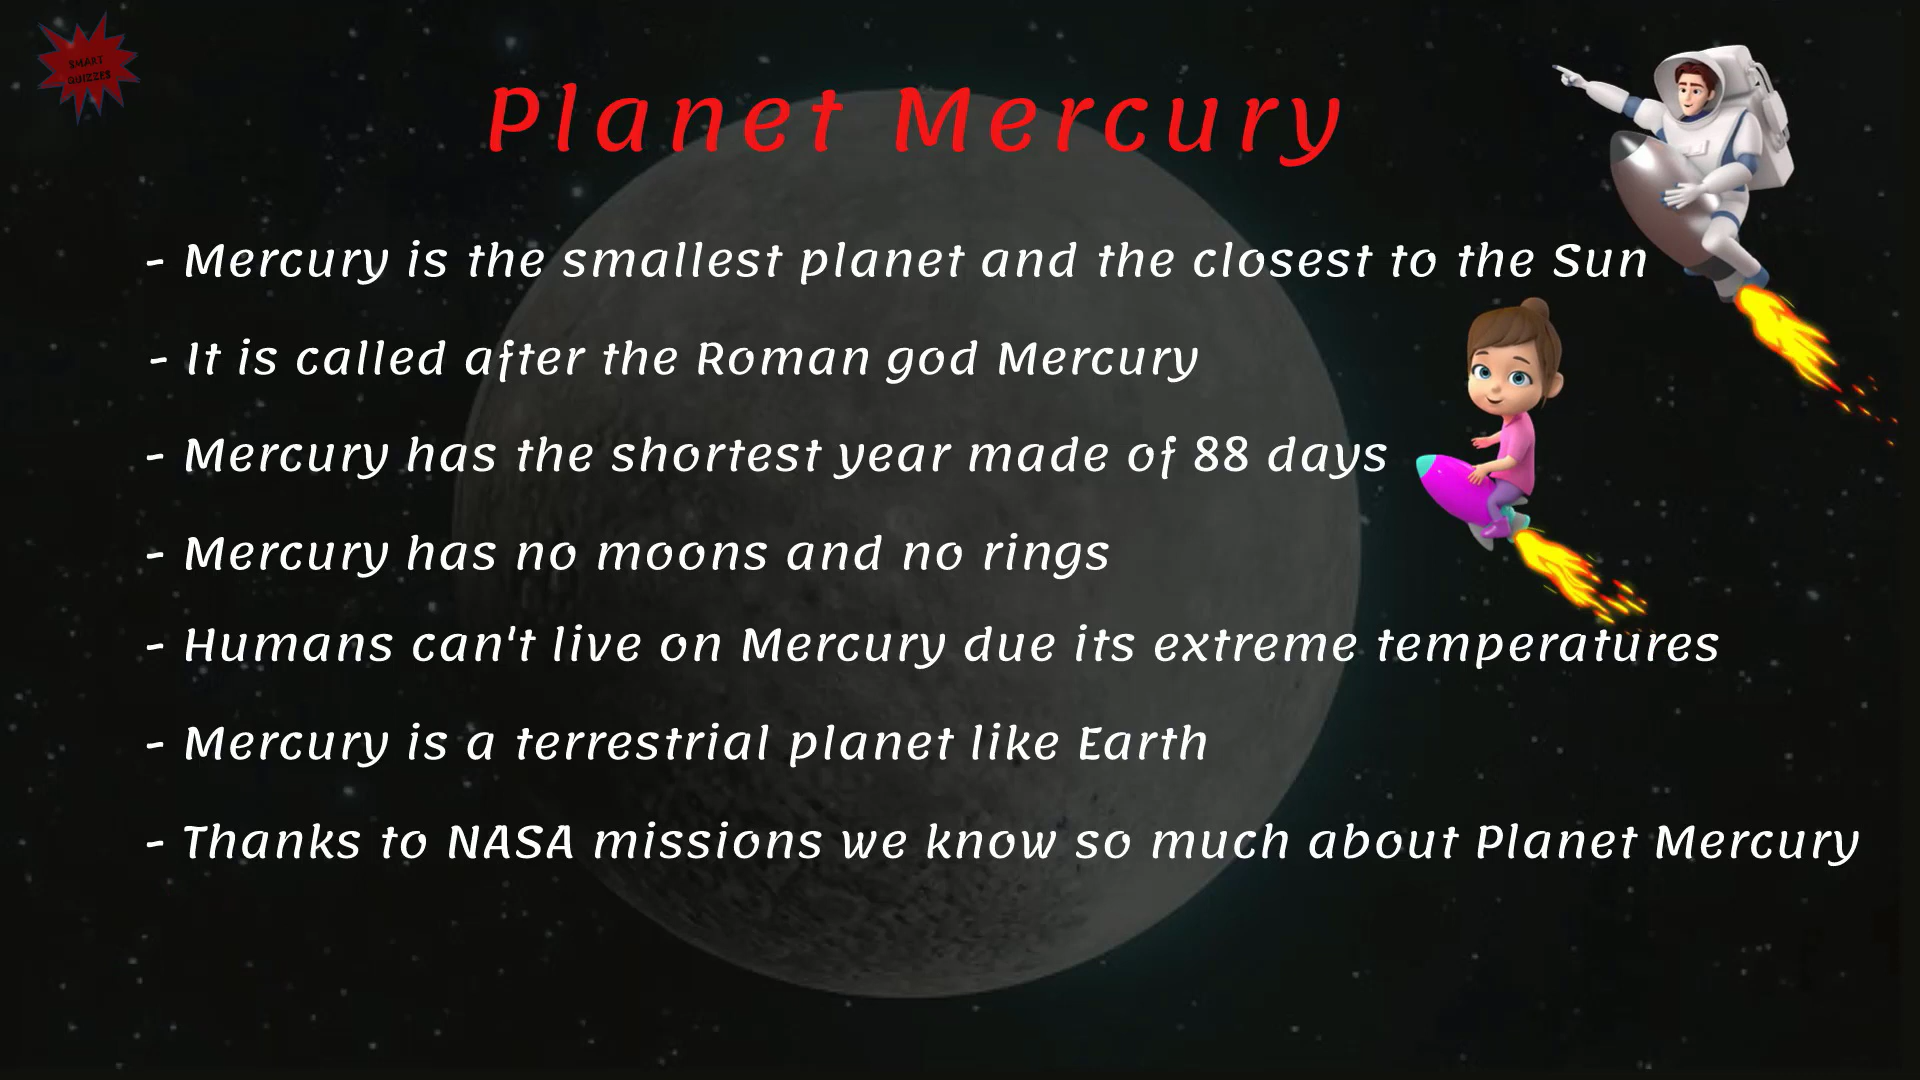 SMART
QUIZZES
Planet Mercury
- Mercury is the smallest planet and the closest to the Sun
- It is called after the Roman god Mercury
- Mercury has the shortest year made of 88 days
- Mercury has no moons and no rings
- Humans can't live on Mercury due its extreme temperatures
- Mercury is a terrestrial planet like Earth
- Thanks to NASA missions we know so much about Planet Mercury